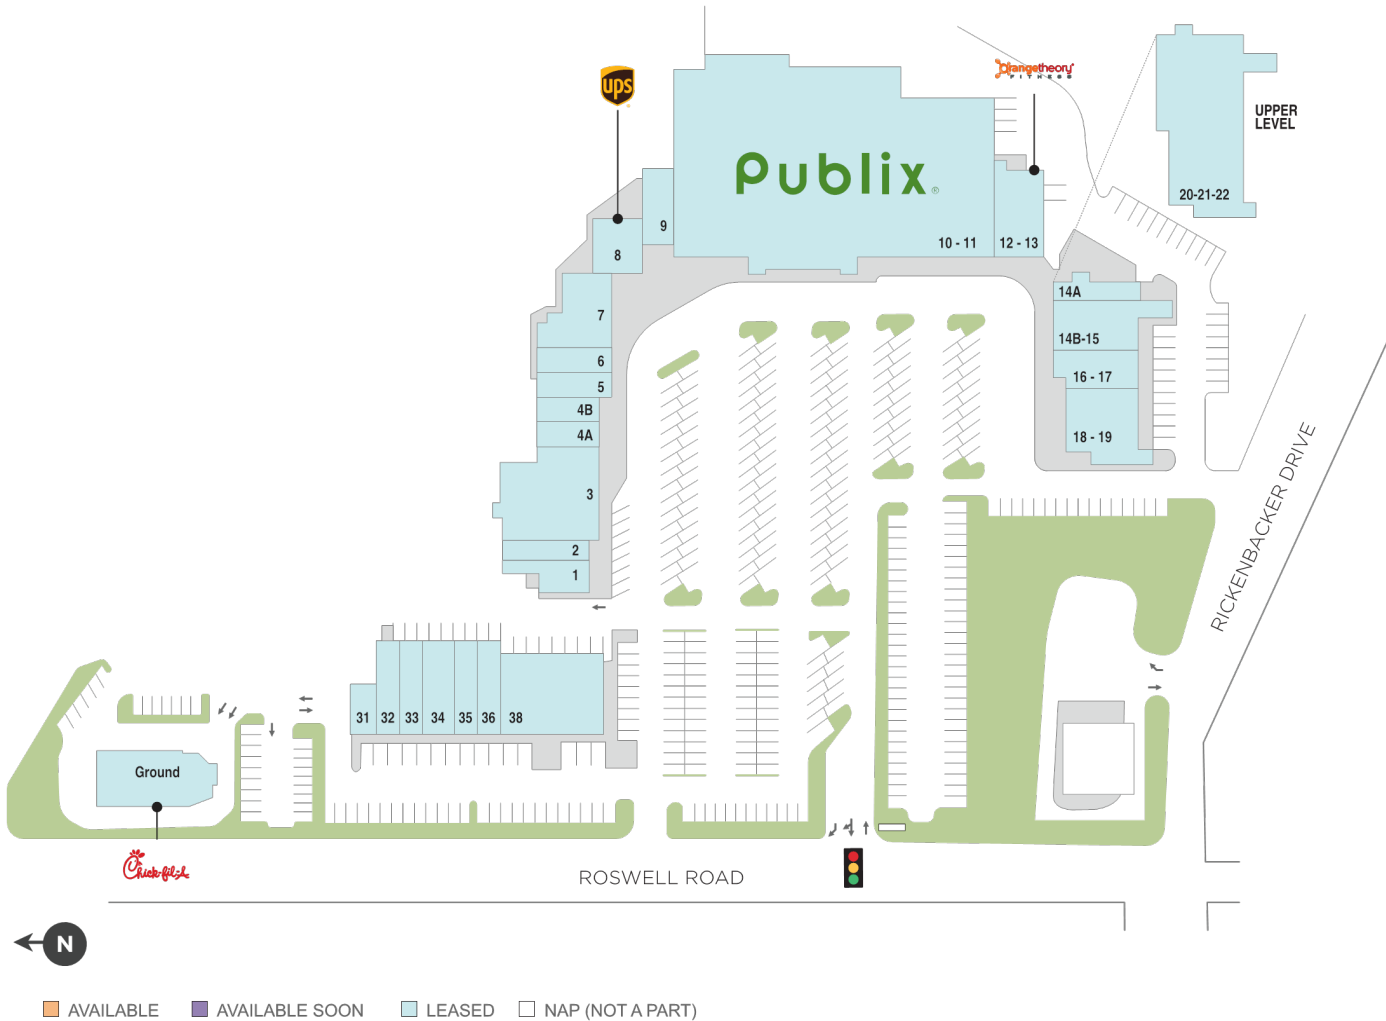 ups
orangetheory®
FITNESS
UPPER
LEVEL
Publix®
20-21-22
9
10 - 11
12 - 13
8
14A
7
14B-15
6
16 - 17
5
4B
4A
18 - 19
3
RICKENBACKER DRIVE
2
1
31
32
33
34
35
36
38
Ground
Chick-fil-A
ROSWELL ROAD
N
AVAILABLE
AVAILABLE SOON
LEASED
NAP (NOT A PART)